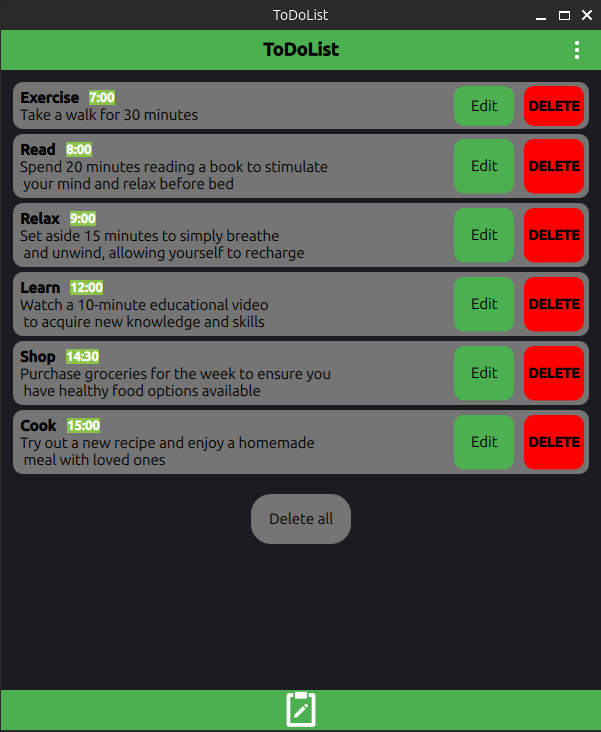 ToDoList
ToDoList
Exercise 7:00
Take a walk for 30 minutes
Edit
DELETE
Read 8:00
Spend 20 minutes reading a book to stimulate
your mind and relax before bed
Edit
DELETE
Relax 9:00
Set aside 15 minutes to simply breathe
and unwind, allowing yourself to recharge
Edit
DELETE
Learn 12:00
Watch a 10-minute educational video
to acquire new knowledge and skills
Edit
DELETE
Shop 14:30
Purchase groceries for the week to ensure you
have healthy food options available
Edit
DELETE
Cook 15:00
Try out a new recipe and enjoy a homemade
meal with loved ones
Edit
DELETE
Delete all